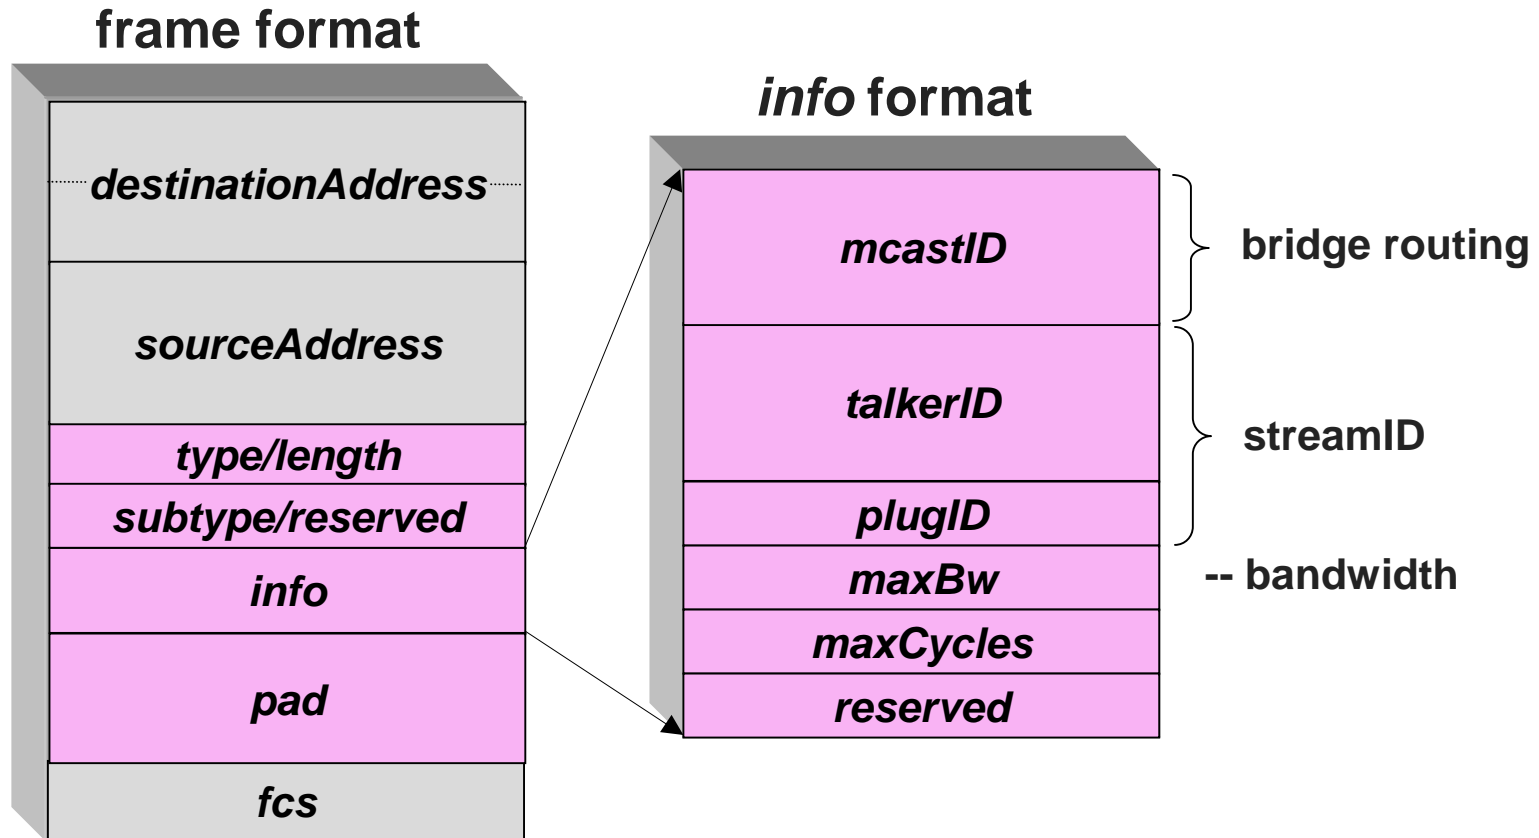 frame format
destinationAddress
sourceAddress
type/length
subtype/reserved
info
pad
fcs
info format
mcastID
talkerID
plugID
maxBw
maxCycles
reserved
bridge routing
streamID
-- bandwidth